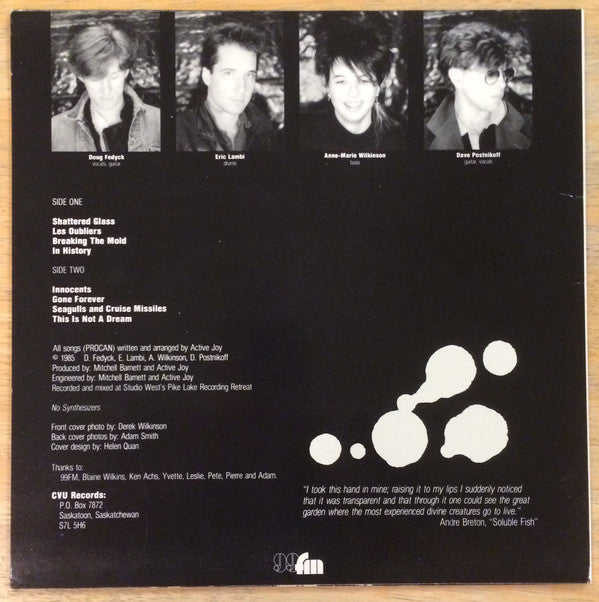 Doug Fedyck
vocals, guitar
Eric Lambi
drums
Anne-Marie Wilkinson
bass
Dave Postnikoff
guitar, vocals
SIDE ONE
Shattered Glass
Les Oubliers
Breaking The Mold
In History
SIDE TWO
Innocents
Gone Forever
Seagulls and Cruise Missiles
This Is Not A Dream
All songs (PROCAN) written and arranged by Active Joy
© 1985 D. Fedyck, E. Lambi, A. Wilkinson, D. Postnikoff
Produced by: Mitchell Barnett and Active Joy
Engineered by: Mitchell Barnett and Active Joy
Recorded and mixed at Studio West's Pike Lake Recording Retreat
No Synthesizers
Front cover photo by: Derek Wilkinson
Back cover photos by: Adam Smith
Cover design by: Helen Quan
Thanks to:
99FM, Blaine Wilkins, Ken Achs, Yvette, Leslie, Pete, Pierre and Adam.
CVU Records:
P.O. Box 7872
Saskatoon, Saskatchewan
S7L 5H6
"I took this hand in mine; raising it to my lips I suddenly noticed
that it was transparent and that through it one could see the great
garden where the most experienced divine creatures go to live."
Andre Breton, "Soluble Fish"
99fm